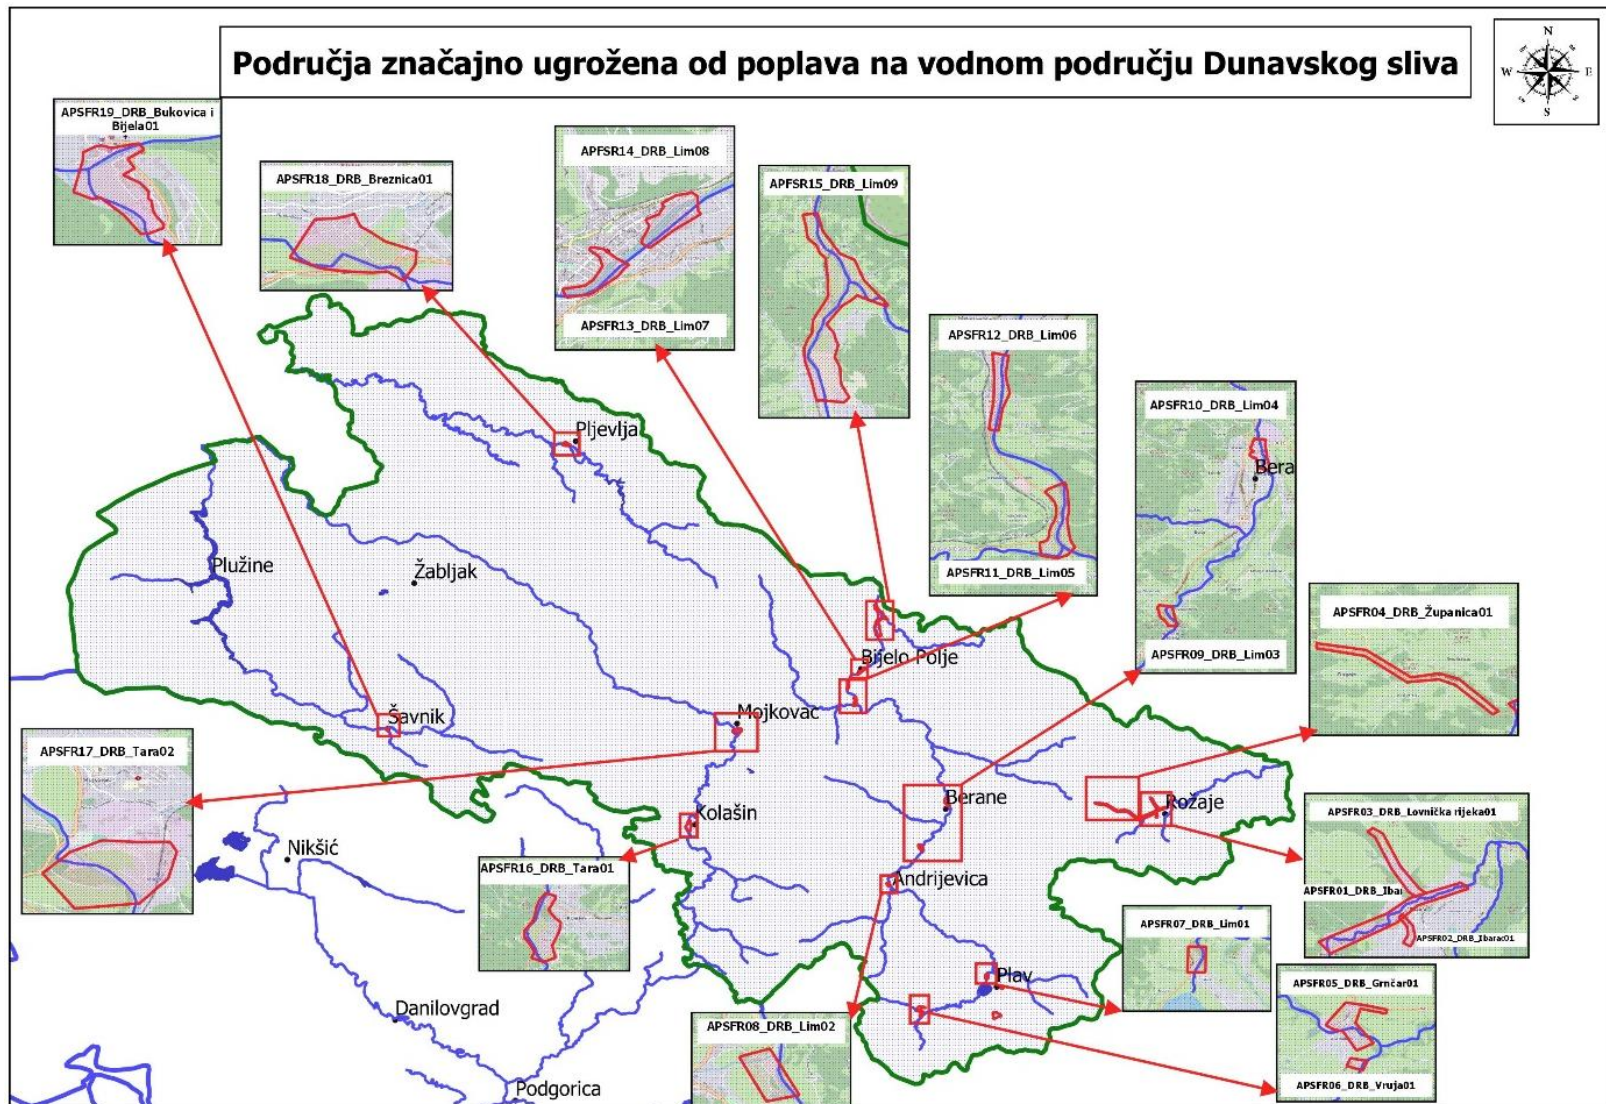 Područja značajno ugrožena od poplava na vodnom području Dunavskog sliva
N
W
E
S
APSFR19_DRB_Bukovica i
Bijela01
APSFR18_DRB_Breznica01
APFSR14_DRB_Lim08
APSFR13_DRB_Lim07
APFSR15_DRB_Lim09
APSFR12_DRB_Lim06
APSFR11_DRB_Lim05
APSFR10_DRB_Lim04
Bera
APSFR09_DRB_Lim03
APSFR04_DRB_Županica01
Pljevlja
Plužine
Žabljak
Bijelo Polje
Šavnik
Mojkovac
APSFR17_DRB_Tara02
Berane
Rožaje
Kolašin
Nikšić
APSFR03_DRB_Lovnička rijeka01
APSFR01_DRB_Iba
APSFR02_DRB_Ibarac01
APSFR16_DRB_Tara01
Andrijevica
APSFR07_DRB_Lim01
Plav
APSFR05_DRB_Grnčar01
APSFR06_DRB_Vruja01
Danilovgrad
APSFR08_DRB_Lim02
Podgorica